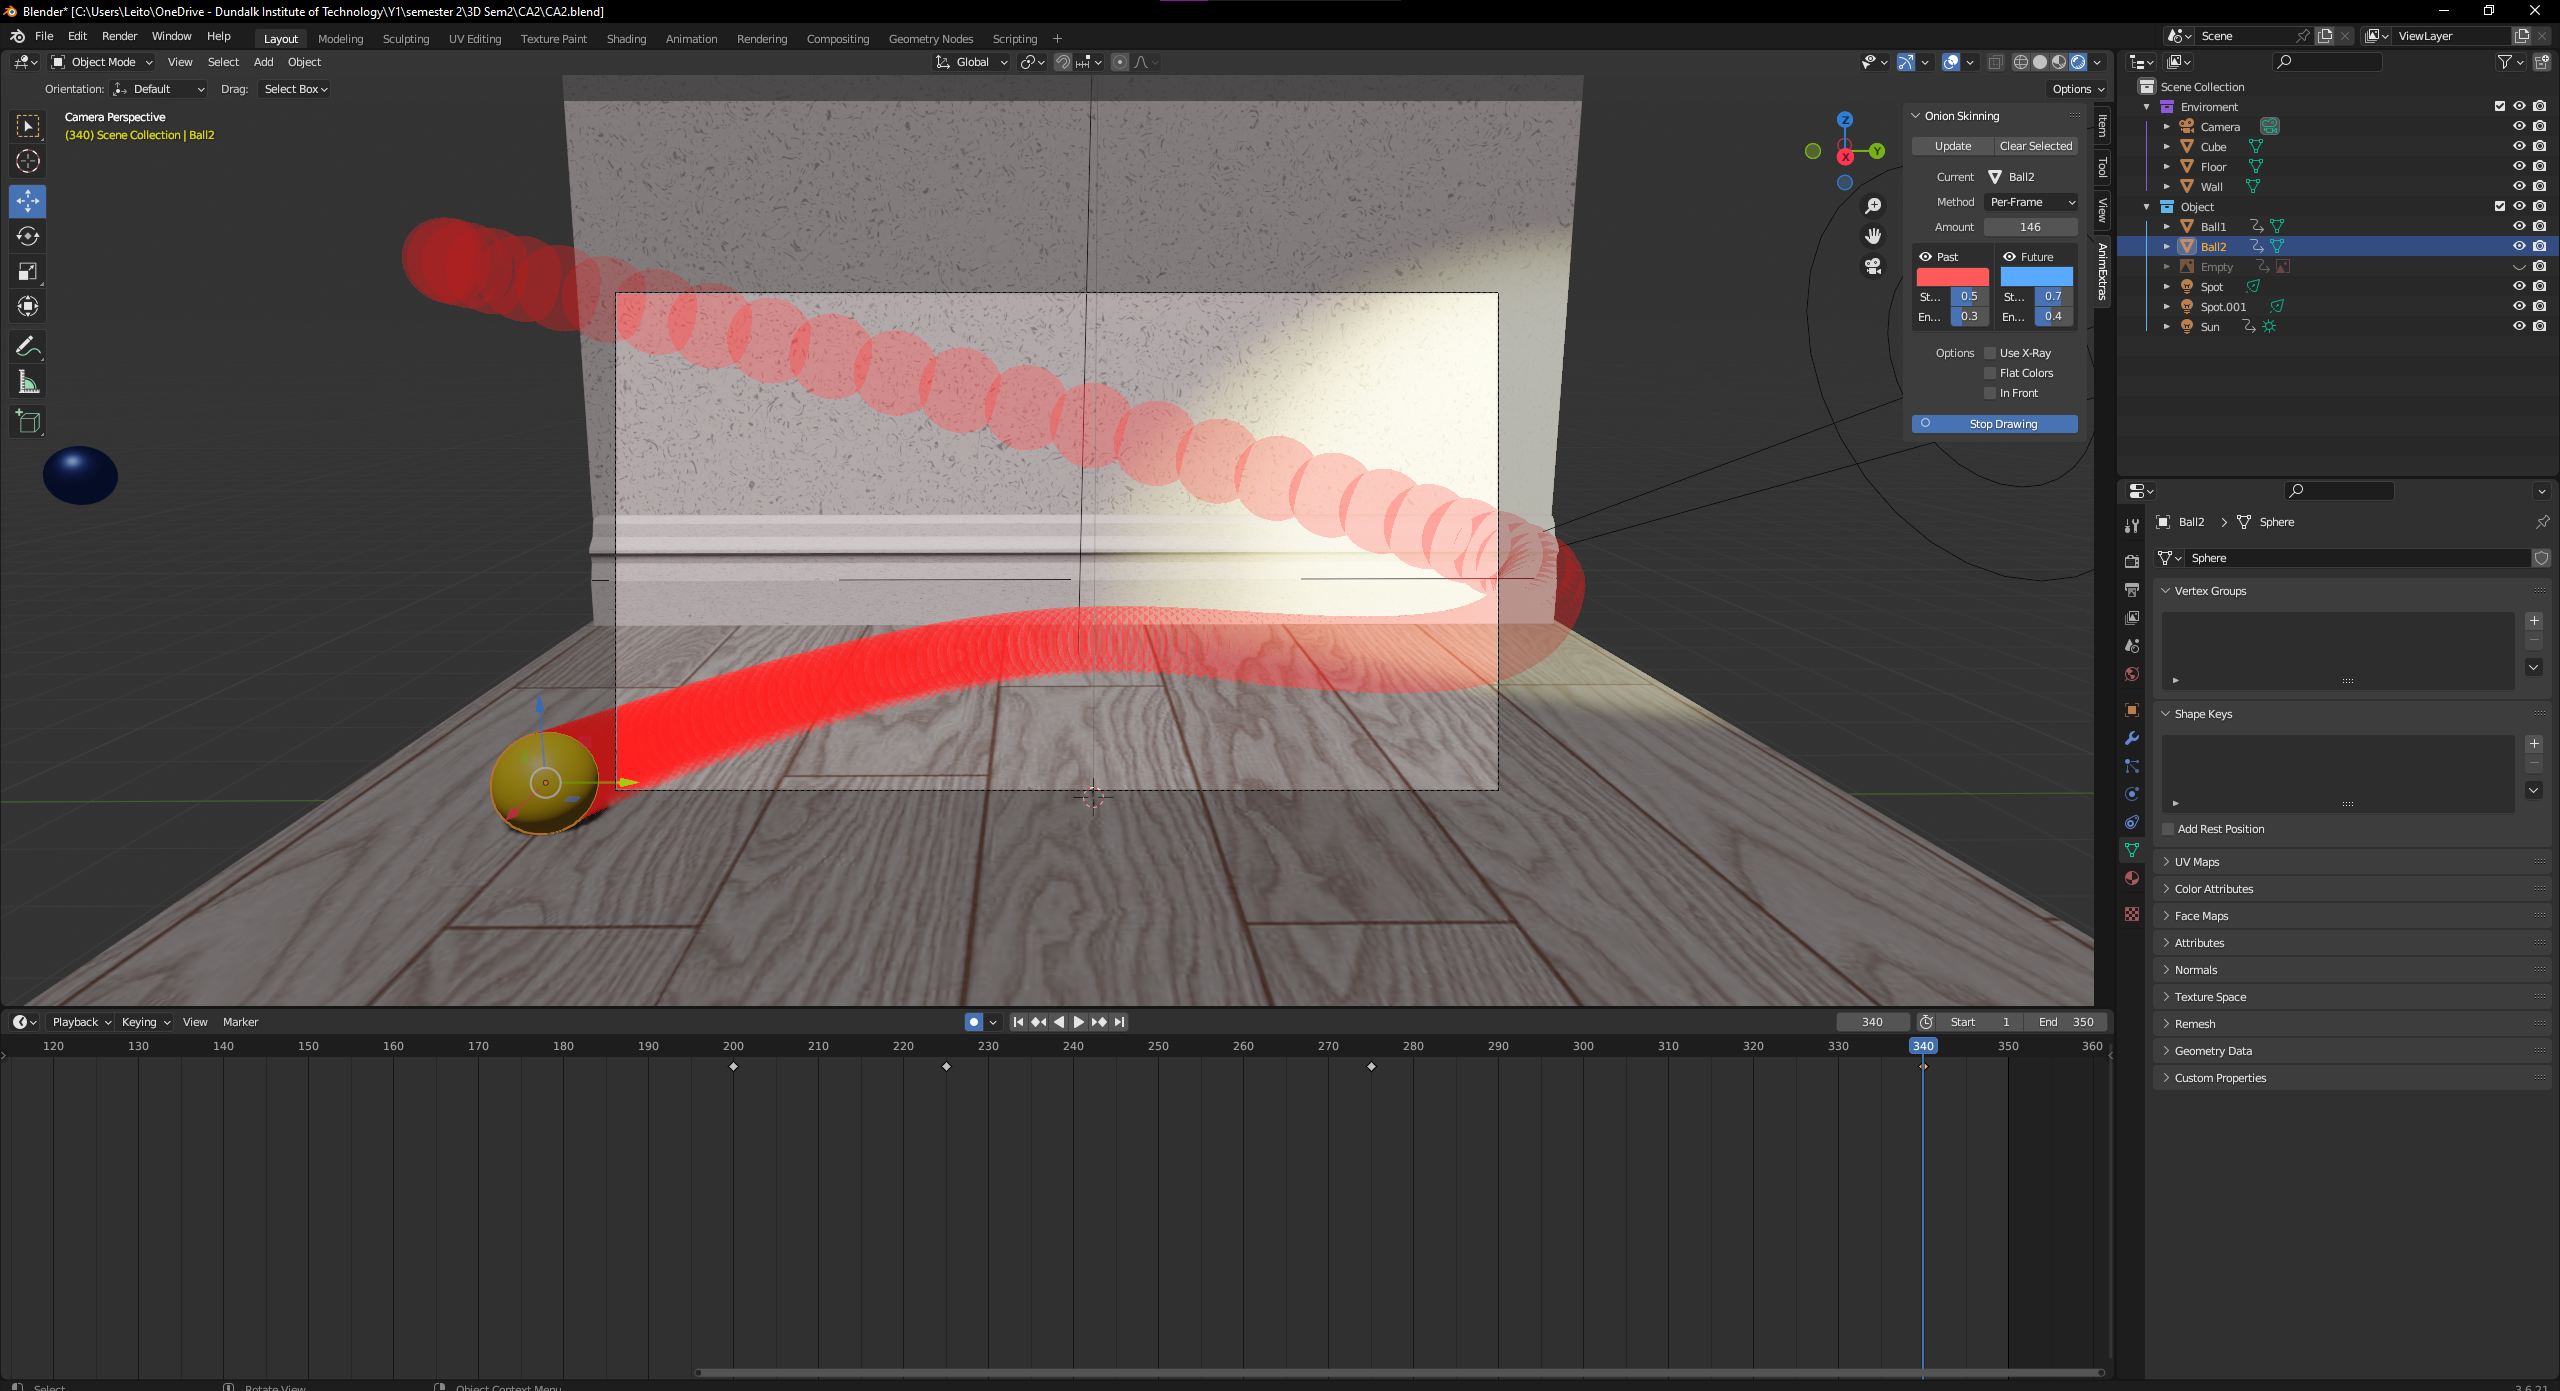 Blender* [C:\Users\Leito\OneDrive - Dundalk Institute of Technology\Y1\semester 2\3D Sem2\CA2\CA2.blend]
File Edit Render Window Help Layout Modeling Sculpting UV Editing Texture Paint Shading Animation Rendering Compositing Geometry Nodes Scripting + Scene ViewLayer
Object Mode View Select Add Object Global
Orientation: Default Drag: Select Box Options
Camera Perspective
(340) Scene Collection | Ball2
Z
Y
X
Onion Skinning
Update Clear Selected
Current Ball2
Method Per-Frame
Amount 146
Past Future
St... 0.5 St... 0.7
En... 0.3 En... 0.4
Options Use X-Ray
Flat Colors
In Front
Stop Drawing
Item
Tool
View
AnimExtras
Scene Collection
Enviroment
Camera
Cube
Floor
Wall
Object
Ball1
Ball2
Empty
Spot
Spot.001
Sun
Ball2 > Sphere
Sphere
Vertex Groups
Shape Keys
Add Rest Position
UV Maps
Color Attributes
Face Maps
Attributes
Normals
Texture Space
Remesh
Geometry Data
Custom Properties
Playback Keying View Marker 340 Start 1 End 350
120 130 140 150 160 170 180 190 200 210 220 230 240 250 260 270 280 290 300 310 320 330 340 350 360
Select Rotate View Object Context Menu 3.6.21